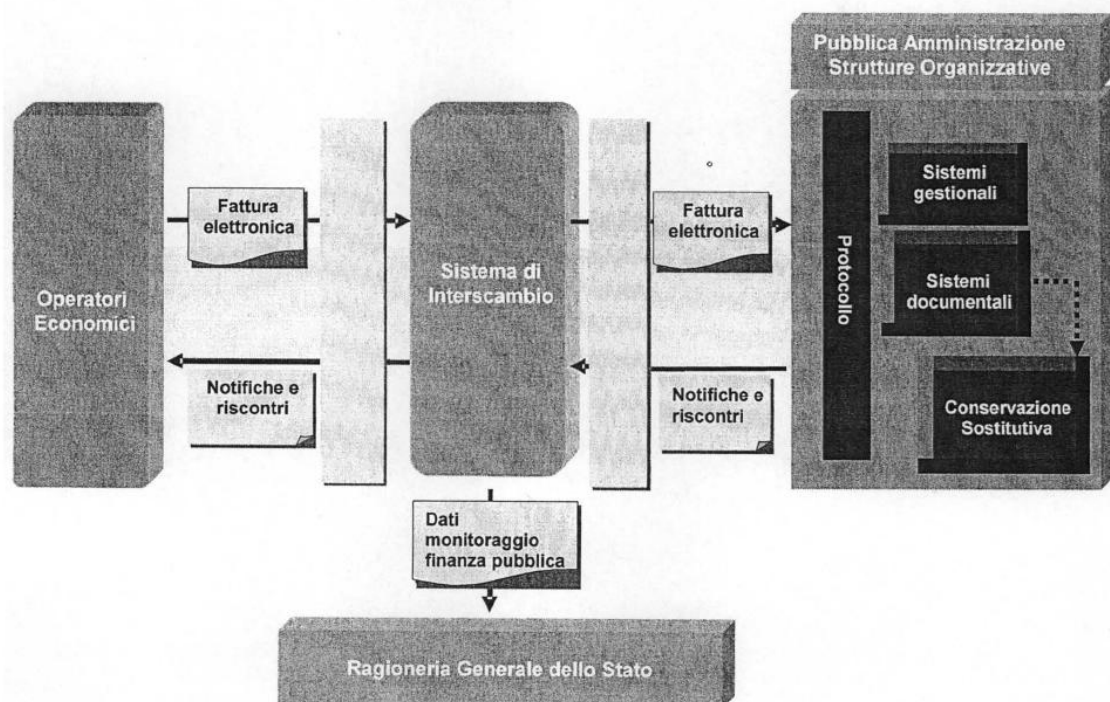 Pubblica Amministrazione
Strutture Organizzative
Operatori
Economici
Fattura
elettronica
Notifiche e
riscontri
Sistema di
Interscambio
Fattura
elettronica
Notifiche e
riscontri
Protocollo
Sistemi
gestionali
Sistemi
documentali
Conservazione
Sostitutiva
Dati
monitoraggio
finanza pubblica
Ragioneria Generale dello Stato